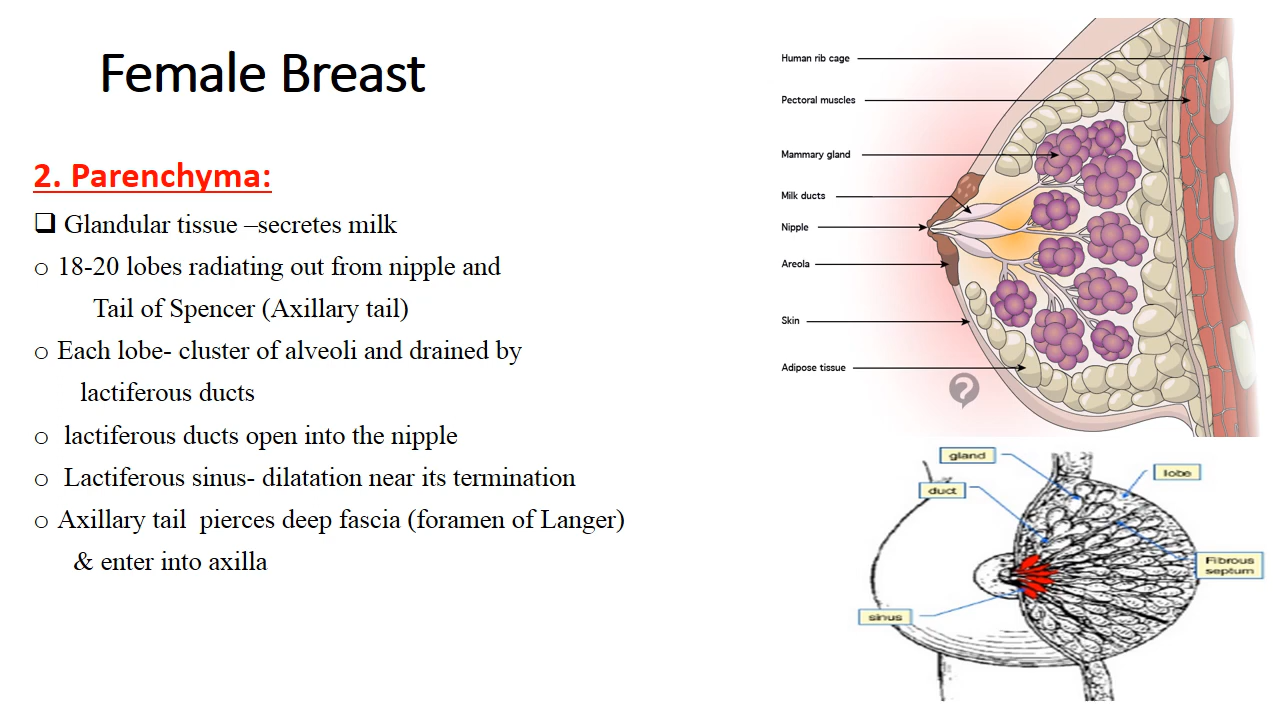 Female Breast
2. Parenchyma:
❑ Glandular tissue –secretes milk
o 18-20 lobes radiating out from nipple and
Tail of Spencer (Axillary tail)
o Each lobe- cluster of alveoli and drained by
lactiferous ducts
o lactiferous ducts open into the nipple
o Lactiferous sinus- dilatation near its termination
o Axillary tail pierces deep fascia (foramen of Langer)
& enter into axilla
Human rib cage
Pectoral muscles
Mammary gland
Milk ducts
Nipple
Areola
Skin
Adipose tissue
?
gland
lobe
duct
Fibrous
septum
sinus